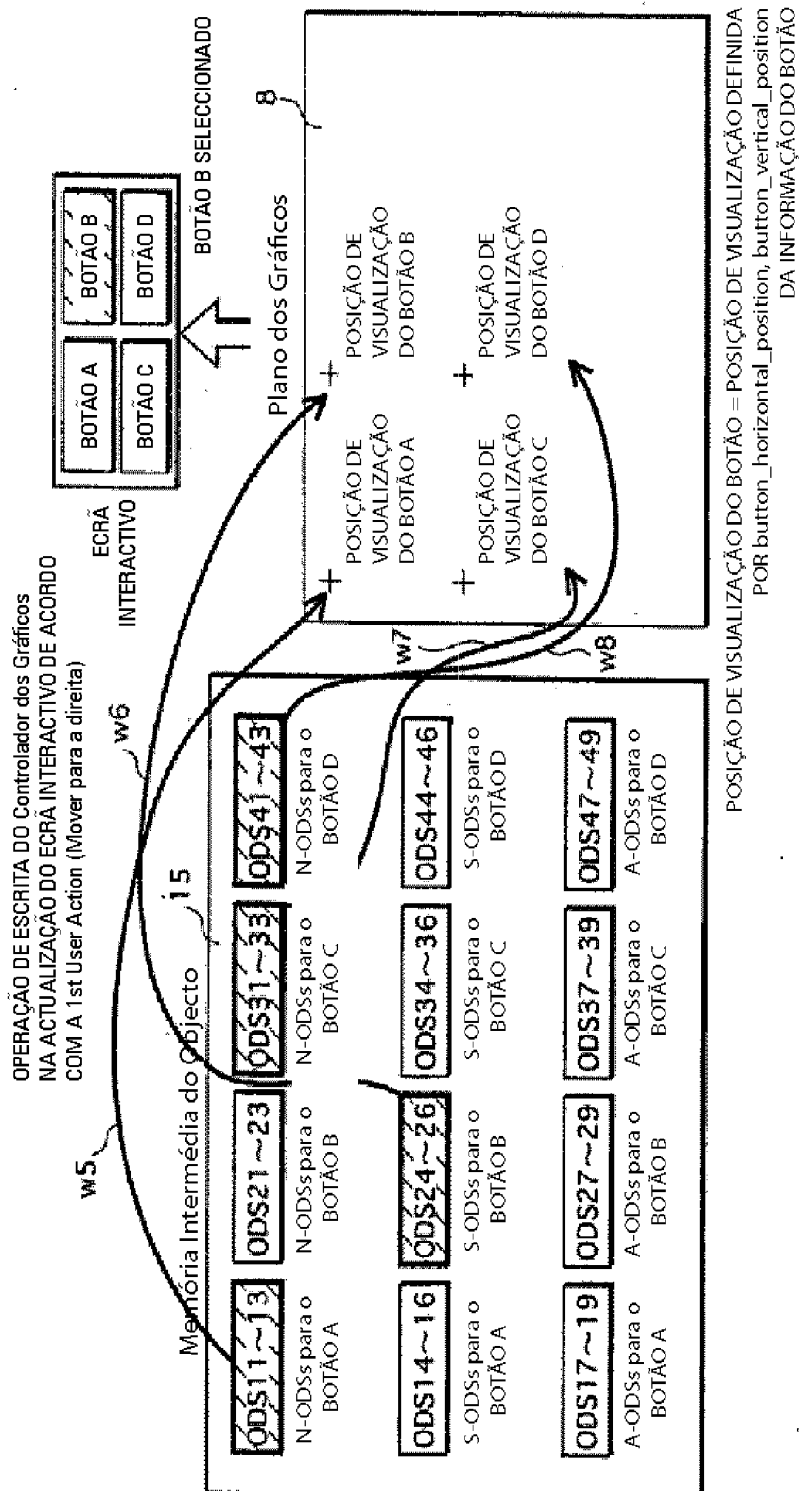 OPERAÇÃO DE ESCRITA DO Controlador dos Gráficos
NA ACTUALIZAÇÃO DO ECRÃ INTERACTIVO DE ACORDO
COM A 1st User Action (Mover para a direita)
ECRÃ
INTERACTIVO
BOTÃO A
BOTÃO B
BOTÃO C
BOTÃO D
BOTÃO B SELECCIONADO
w5
w6
Memória Intermédia do Objecto
15
ODS11~13
N-ODSs para o
BOTÃO A
ODS21~23
N-ODSs para o
BOTÃO B
ODS31~33
N-ODSs para o
BOTÃO C
ODS41~43
N-ODSs para o
BOTÃO D
ODS14~16
S-ODSs para o
BOTÃO A
ODS24~26
S-ODSs para o
BOTÃO B
ODS34~36
S-ODSs para o
BOTÃO C
ODS44~46
S-ODSs para o
BOTÃO D
ODS17~19
A-ODSs para o
BOTÃO A
ODS27~29
A-ODSs para o
BOTÃO B
ODS37~39
A-ODSs para o
BOTÃO C
ODS47~49
A-ODSs para o
BOTÃO D
w7
w8
Plano dos Gráficos
8
POSIÇÃO DE
VISUALIZAÇÃO
DO BOTÃO A
POSIÇÃO DE
VISUALIZAÇÃO
DO BOTÃO B
POSIÇÃO DE
VISUALIZAÇÃO
DO BOTÃO C
POSIÇÃO DE
VISUALIZAÇÃO
DO BOTÃO D
POSIÇÃO DE VISUALIZAÇÃO DO BOTÃO = POSIÇÃO DE VISUALIZAÇÃO DEFINIDA
POR button_horizontal_position, button_vertical_position
DA INFORMAÇÃO DO BOTÃO